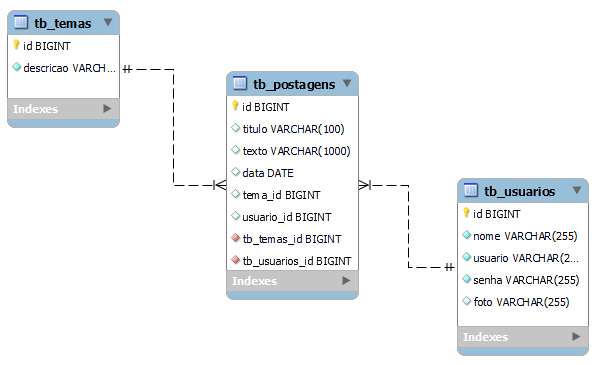 tb_temas
id BIGINT
descricao VARCH...
Indexes
tb_postagens
id BIGINT
titulo VARCHAR(100)
texto VARCHAR(1000)
data DATE
tema_id BIGINT
usuario_id BIGINT
tb_temas_id BIGINT
tb_usuarios_id BIGINT
Indexes
tb_usuarios
id BIGINT
nome VARCHAR(255)
usuario VARCHAR(2...
senha VARCHAR(255)
foto VARCHAR(255)
Indexes